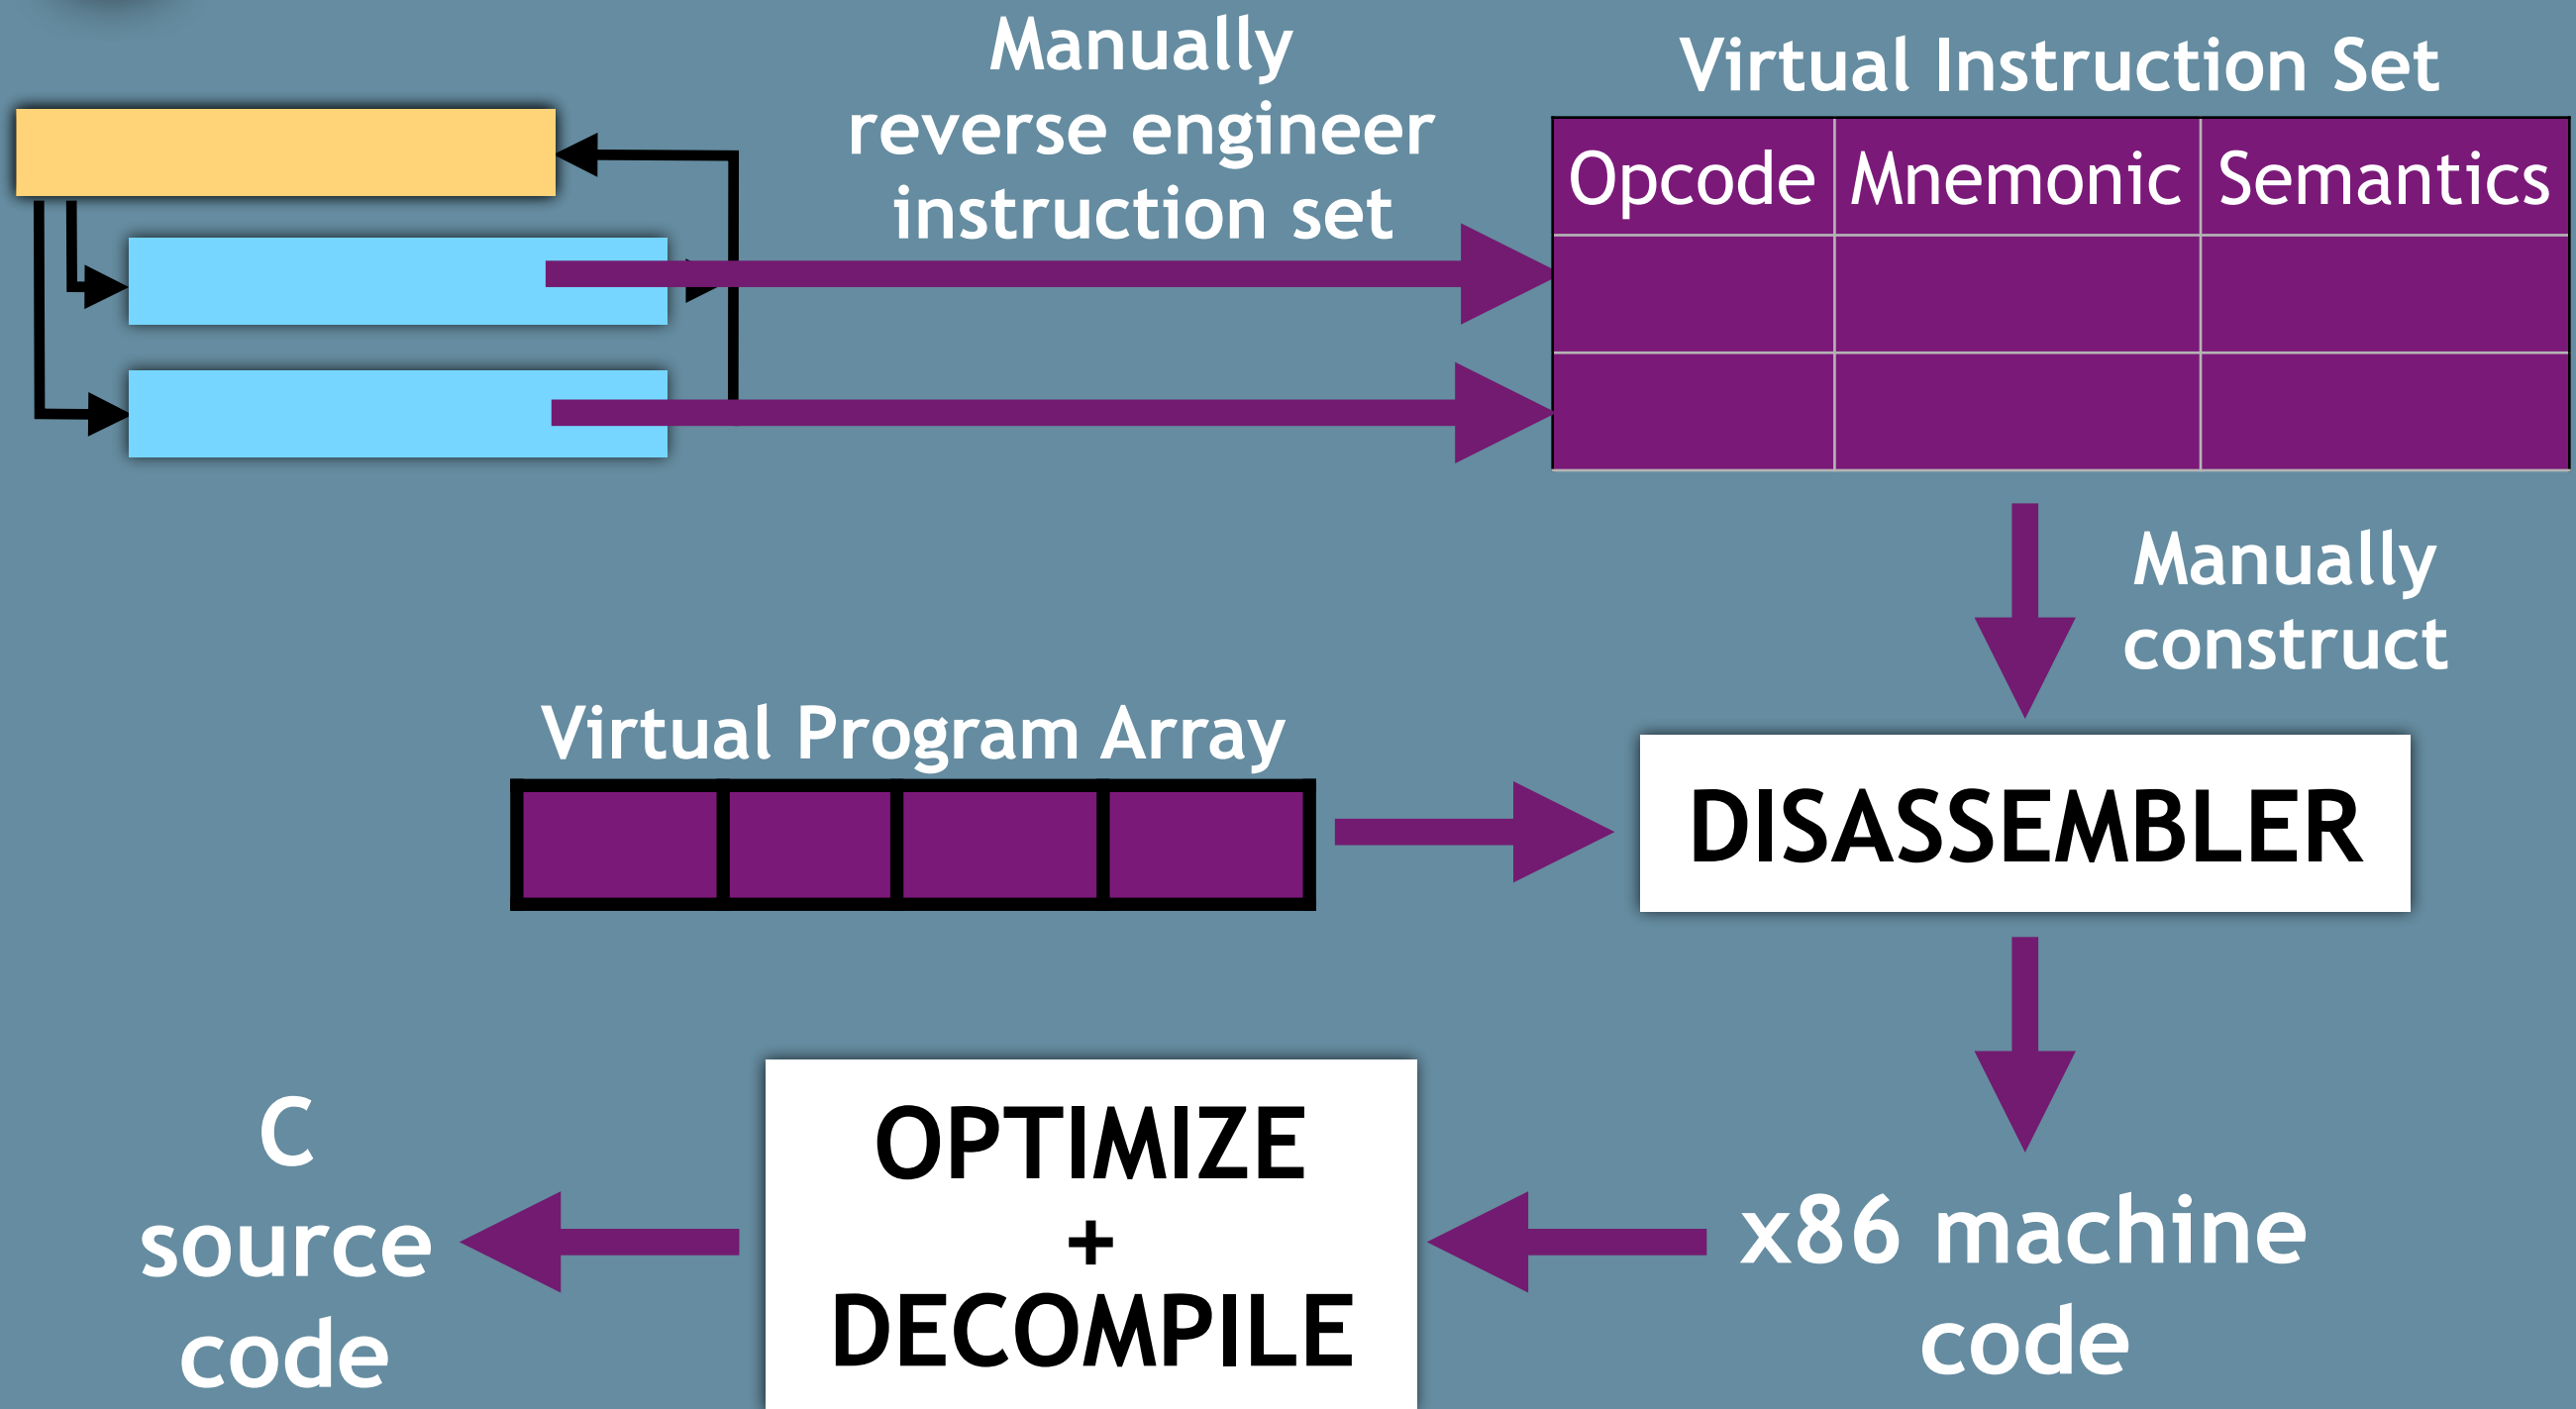 Manually
reverse engineer
instruction set
Virtual Instruction Set
Opcode Mnemonic Semantics
Manually
construct
Virtual Program Array
DISASSEMBLER
C
source
code
OPTIMIZE
+
DECOMPILE
x86 machine
code